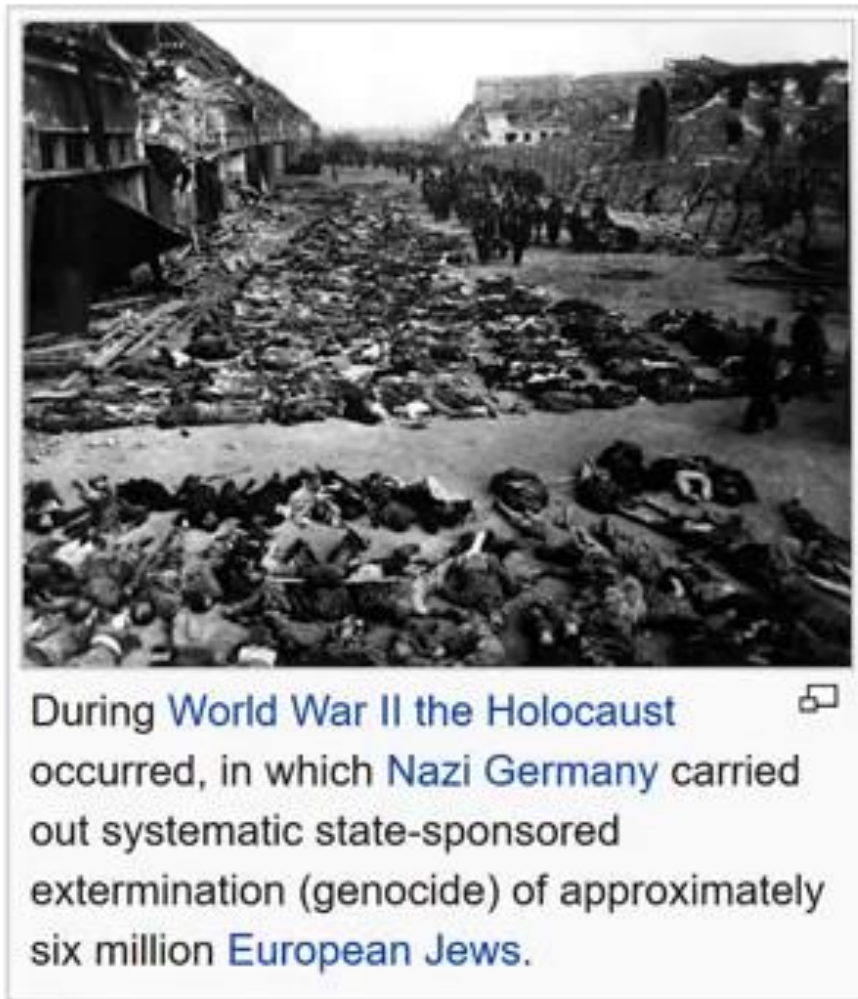 During World War II the Holocaust
occurred, in which Nazi Germany carried
out systematic state-sponsored
extermination (genocide) of approximately
six million European Jews.